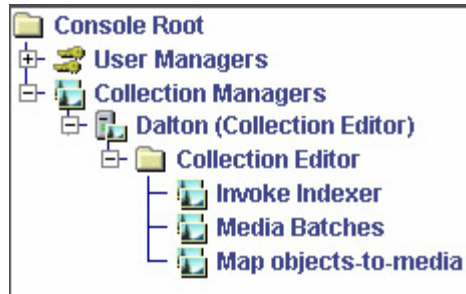 Console Root
User Managers
Collection Managers
Dalton (Collection Editor)
Collection Editor
Invoke Indexer
Media Batches
Map objects-to-media